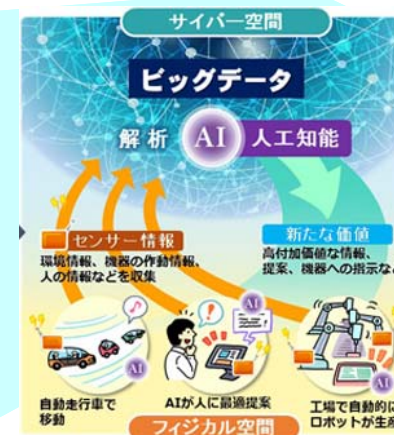 サイバー空間
ビッグデータ
解析 AI 人工知能
センサー情報
環境情報、機器の作動情報、
人の情報などを収集
新たな価値
高付加価値な情報、
提案、機器への指示など
AI
AI
AI
自動走行車で
移動
AIが人に最適提案
工場で自動的に
ロボットが生産
フィジカル空間